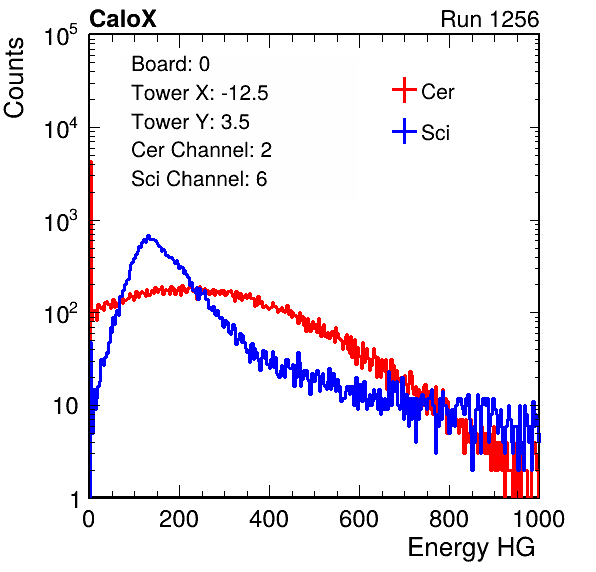 CaloX Run 1256
Counts
10^5
10^4
10^3
10^2
10
1
Board: 0
Tower X: -12.5
Tower Y: 3.5
Cer Channel: 2
Sci Channel: 6
Cer
Sci
0 200 400 600 800 1000
Energy HG